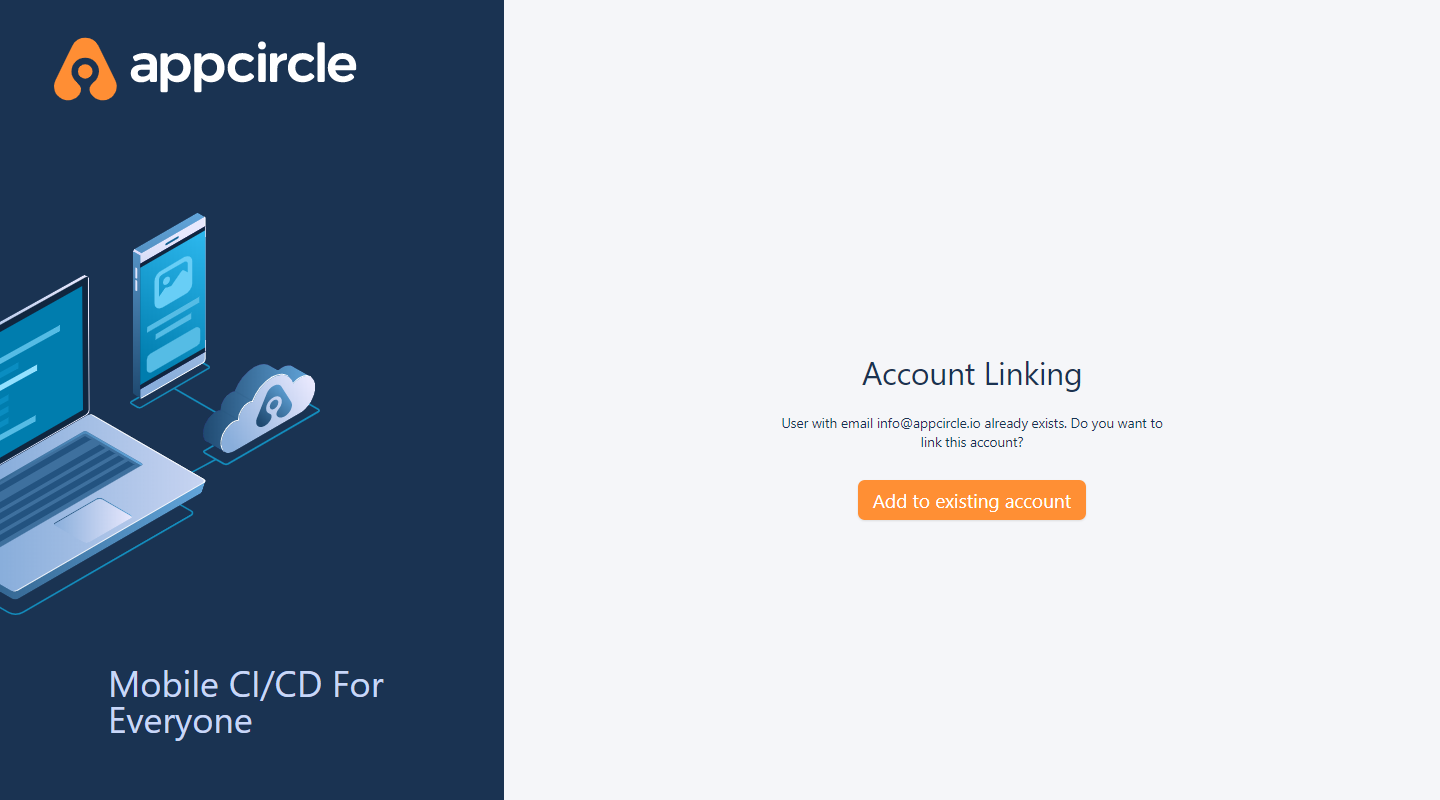 appcircle
Mobile CI/CD For
Everyone
Account Linking
User with email info@appcircle.io already exists. Do you want to
link this account?
Add to existing account